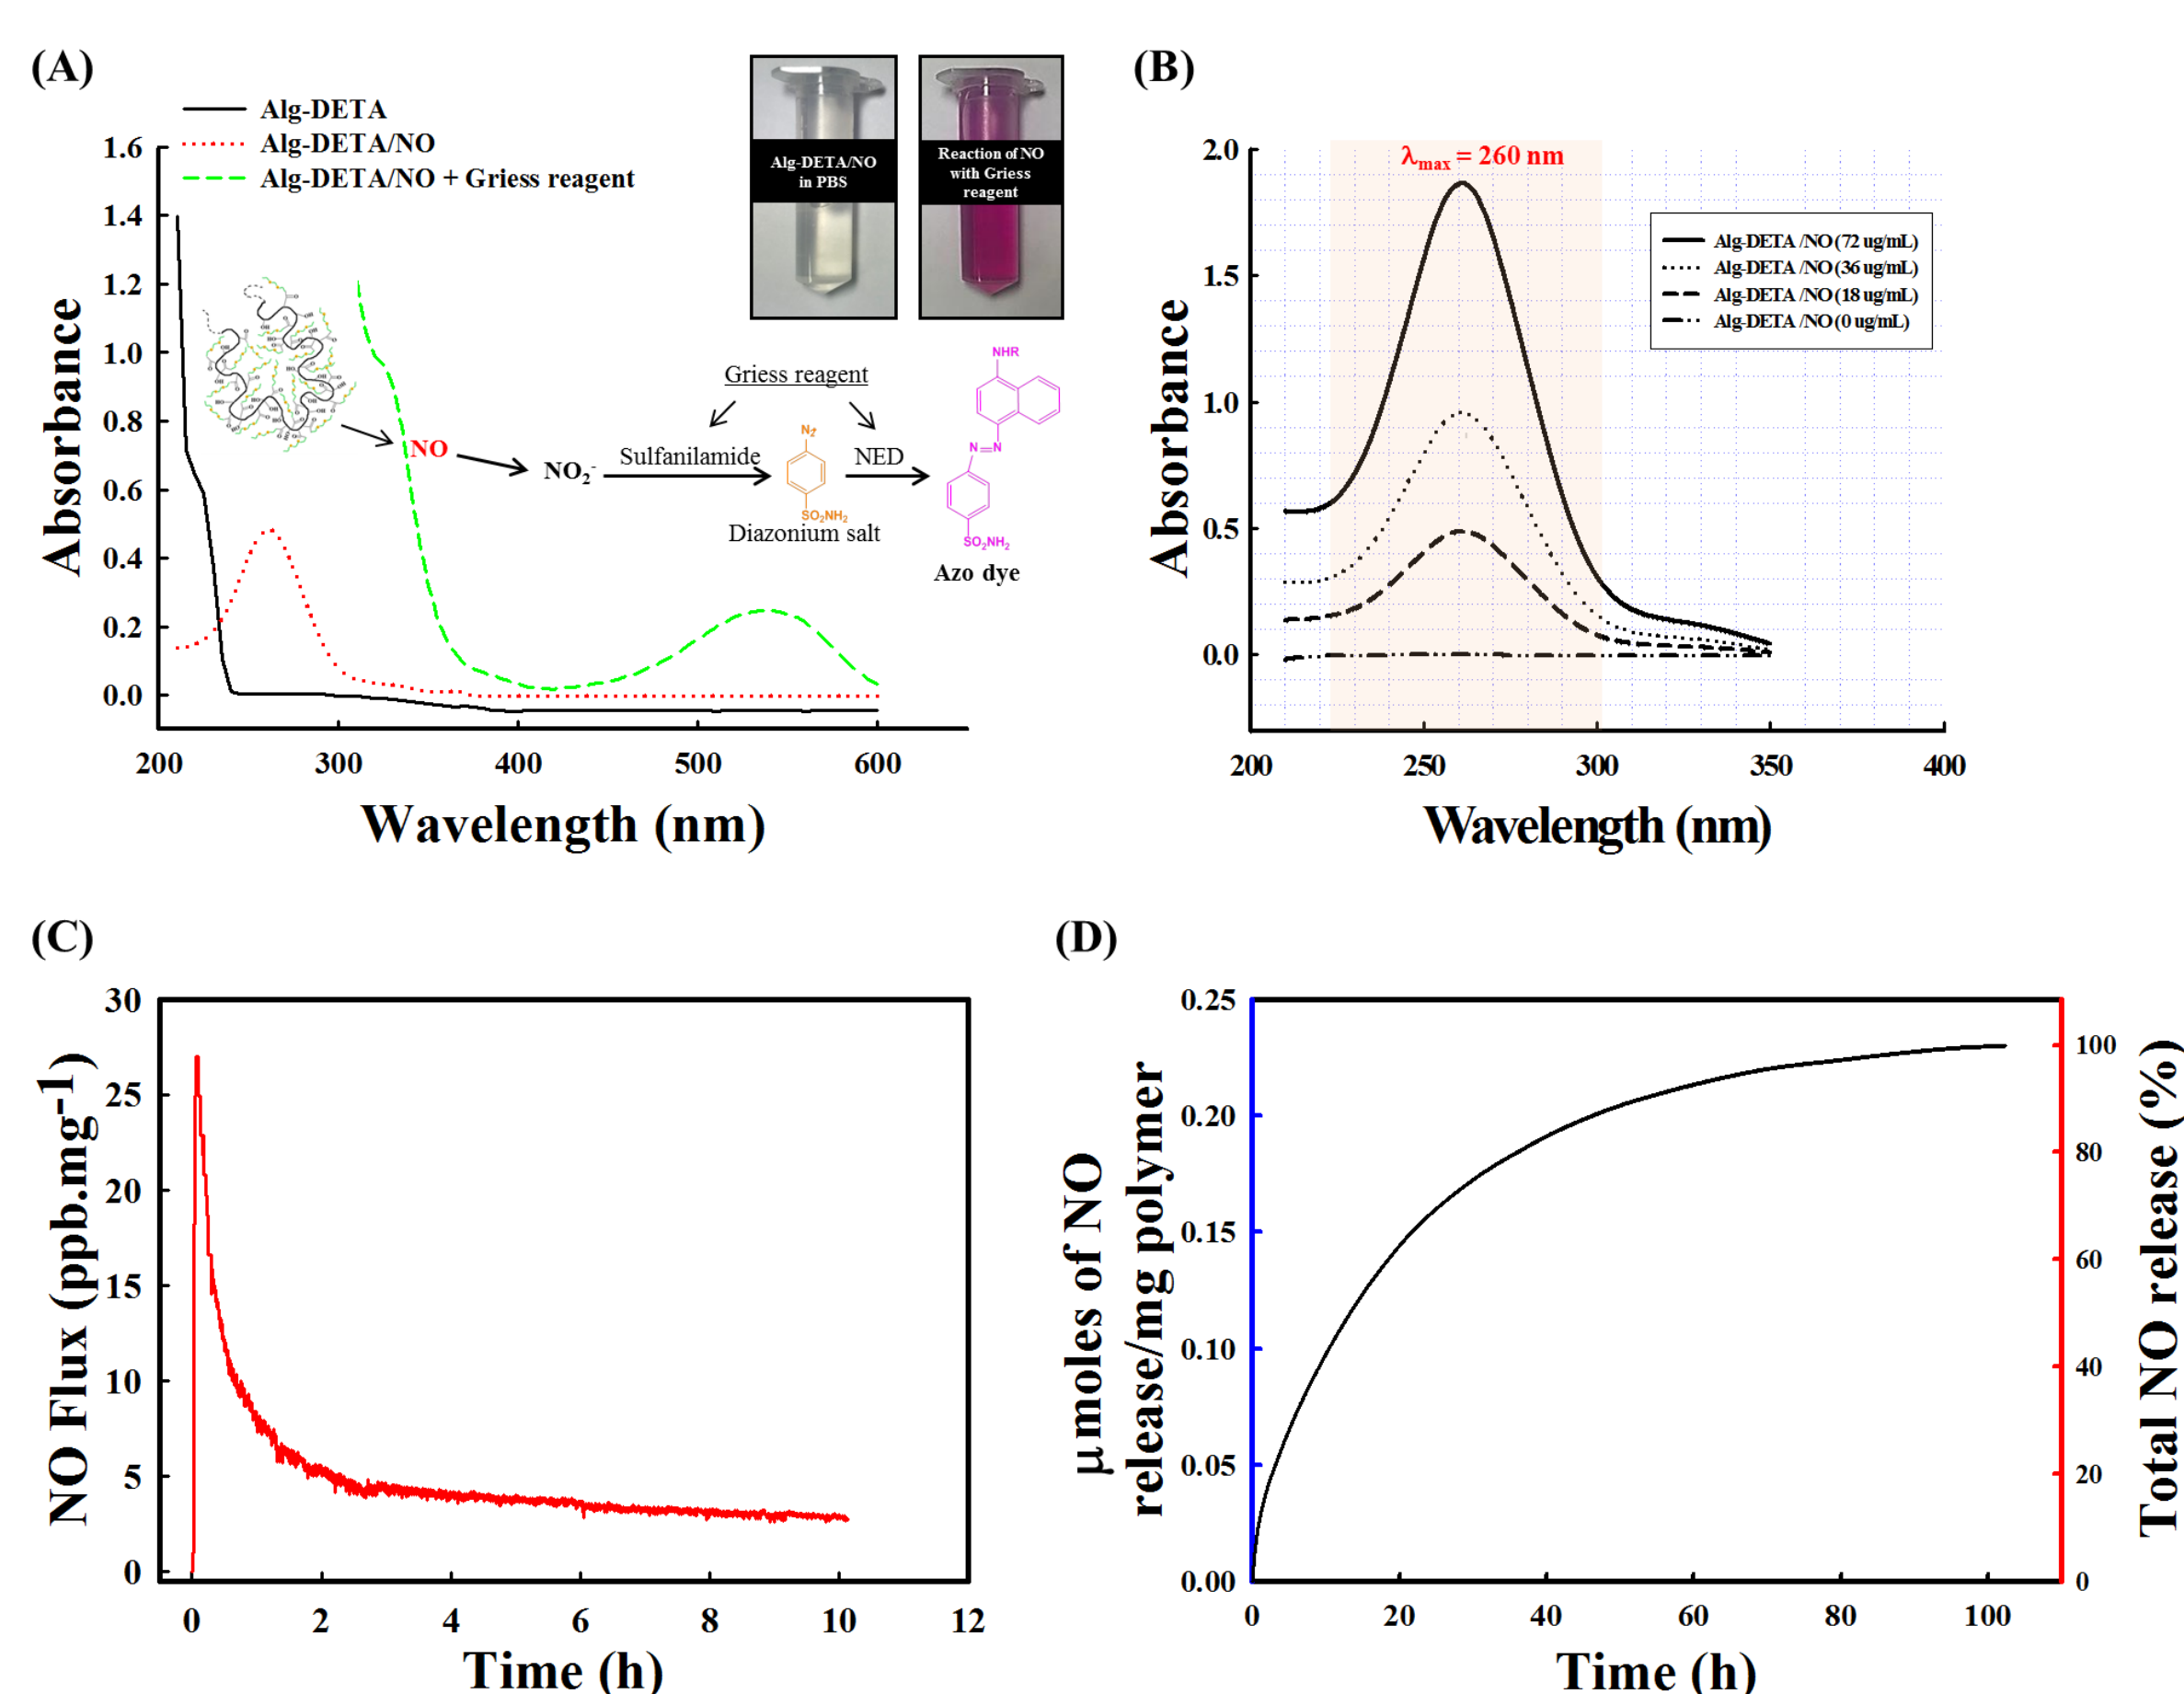 (A)
Alg-DETA
Alg-DETA/NO
Alg-DETA/NO + Griess reagent
Alg-DETA/NO
in PBS
Reaction of NO
with Griess
reagent
1.6
1.4
1.2
1.0
0.8
0.6
0.4
0.2
0.0
Absorbance
200
300
400
500
600
Wavelength (nm)
NO
NO₂⁻
Griess reagent
Sulfanilamide
N₂⁺
SO₂NH₂
Diazonium salt
NED
NHR
N=N
SO₂NH₂
Azo dye
(B)
λmax = 260 nm
Alg-DETA /NO (72 ug/mL)
Alg-DETA /NO (36 ug/mL)
Alg-DETA /NO (18 ug/mL)
Alg-DETA /NO (0 ug/mL)
2.0
1.5
1.0
0.5
0.0
Absorbance
200
250
300
350
400
Wavelength (nm)
(C)
30
25
20
15
10
5
0
NO Flux (ppb.mg⁻¹)
0
2
4
6
8
10
12
Time (h)
(D)
0.25
0.20
0.15
0.10
0.05
0.00
μmoles of NO
release/mg polymer
0
20
40
60
80
100
Time (h)
100
80
60
40
20
0
Total NO release (%)